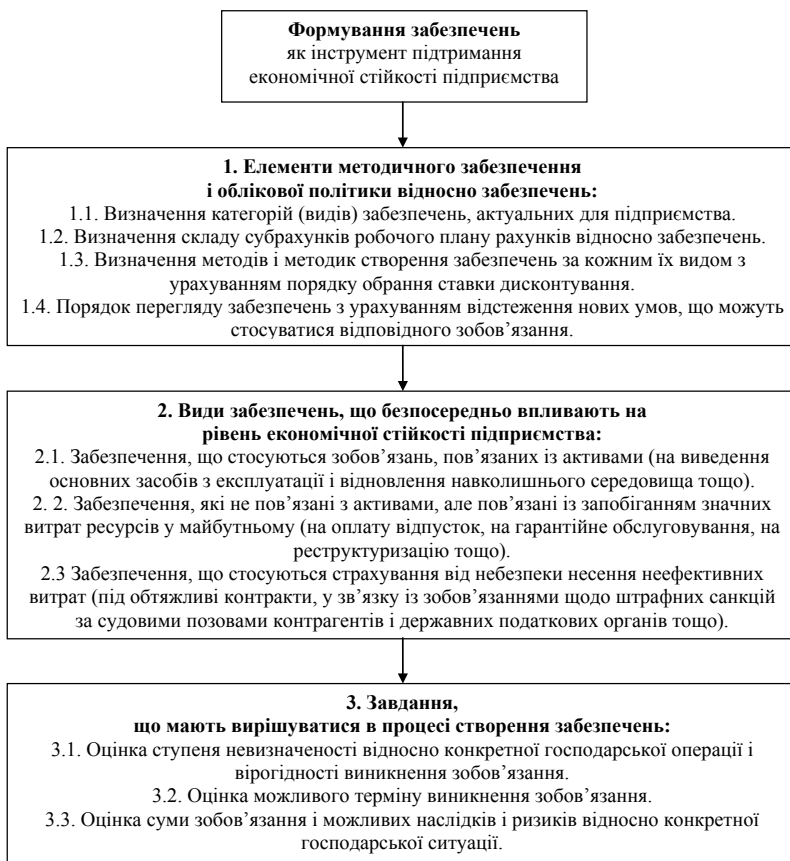 Формування забезпечень
як інструмент підтримання
економічної стійкості підприємства
1. Елементи методичного забезпечення
і облікової політики відносно забезпечень:
1.1. Визначення категорій (видів) забезпечень, актуальних для підприємства.
1.2. Визначення складу субрахунків робочого плану рахунків відносно забезпечень.
1.3. Визначення методів і методик створення забезпечень за кожним їх видом з
урахуванням порядку обрання ставки дисконтування.
1.4. Порядок перегляду забезпечень з урахуванням відстеження нових умов, що можуть
стосуватися відповідного зобов’язання.
2. Види забезпечень, що безпосередньо впливають на
рівень економічної стійкості підприємства:
2.1. Забезпечення, що стосуються зобов’язань, пов’язаних із активами (на виведення
основних засобів з експлуатації і відновлення навколишнього середовища тощо).
2. 2. Забезпечення, які не пов’язані з активами, але пов’язані із запобіганням значних
витрат ресурсів у майбутньому (на оплату відпусток, на гарантійне обслуговування, на
реструктуризацію тощо).
2.3 Забезпечення, що стосуються страхування від небезпеки несення неефективних
витрат (під обтяжливі контракти, у зв’язку із зобов’язаннями щодо штрафних санкцій
за судовими позовами контрагентів і державних податкових органів тощо).
3. Завдання,
що мають вирішуватися в процесі створення забезпечень:
3.1. Оцінка ступеня невизначеності відносно конкретної господарської операції і
вірогідності виникнення зобов’язання.
3.2. Оцінка можливого терміну виникнення зобов’язання.
3.3. Оцінка суми зобов’язання і можливих наслідків і ризиків відносно конкретної
господарської ситуації.